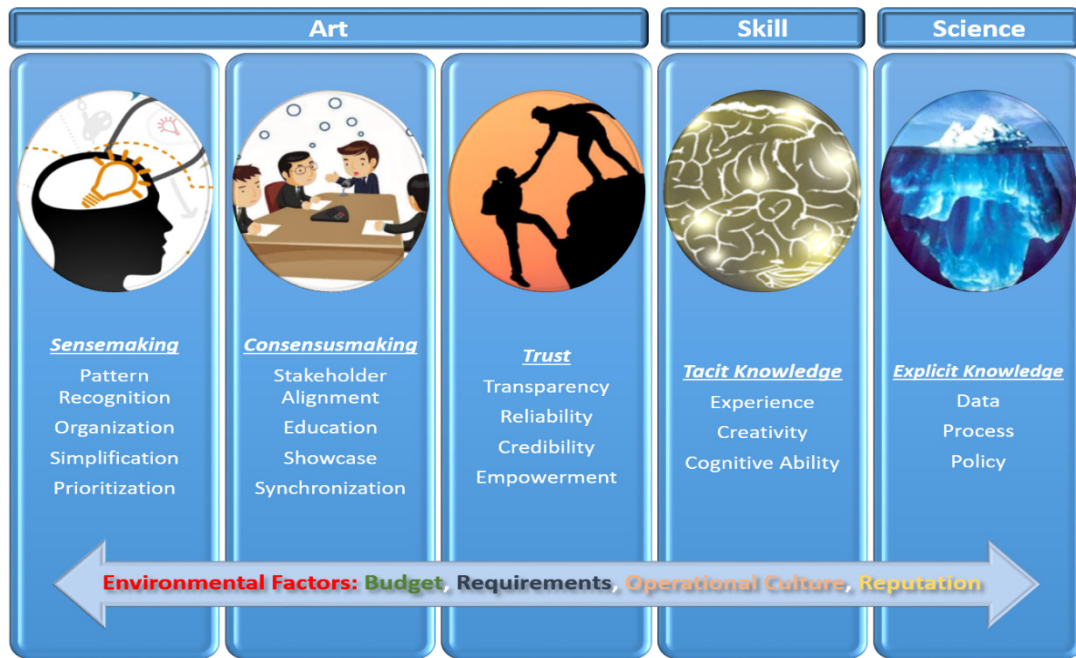 Art
Skill
Science
Sensemaking
Pattern
Recognition
Organization
Simplification
Prioritization
Consensusmaking
Stakeholder
Alignment
Education
Showcase
Synchronization
Trust
Transparency
Reliability
Credibility
Empowerment
Tacit Knowledge
Experience
Creativity
Cognitive Ability
Explicit Knowledge
Data
Process
Policy
Environmental Factors: Budget, Requirements, Operational Culture, Reputation